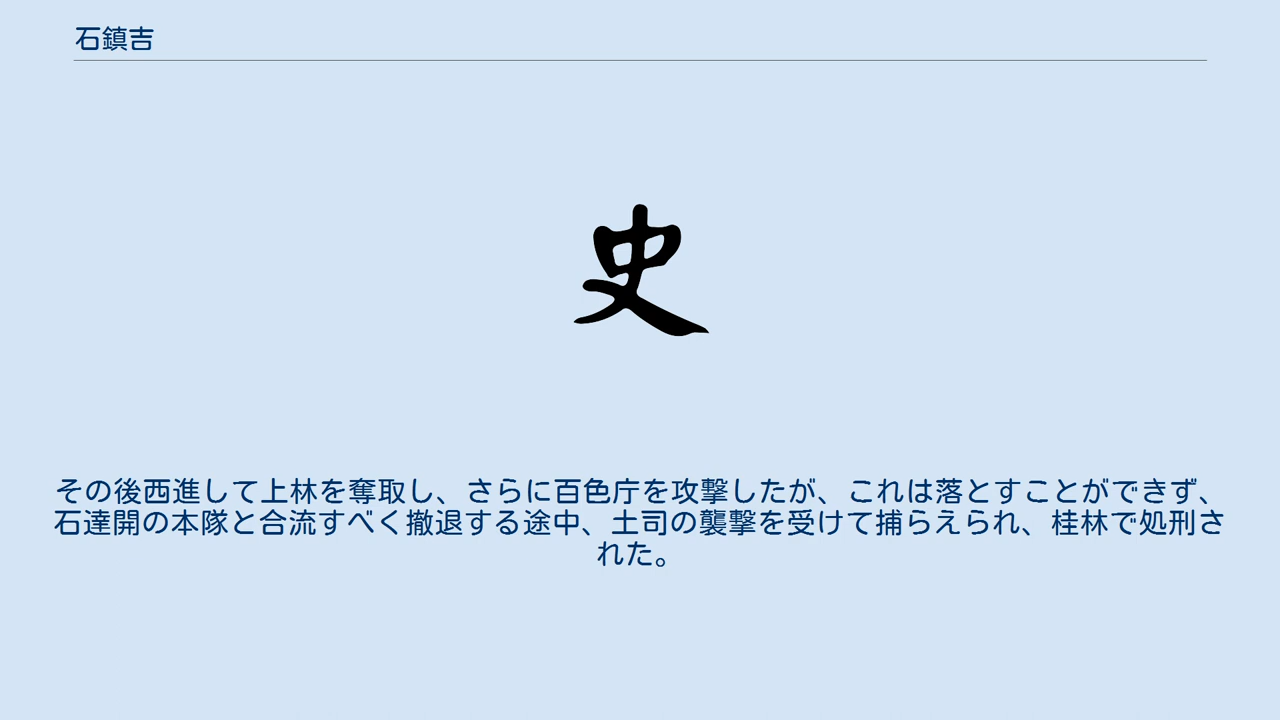 石鎮吉
史
その後西進して上林を奪取し、さらに百色庁を攻撃したが、これは落とすことができず、
石達開の本隊と合流すべく撤退する途中、土司の襲撃を受けて捕らえられ、桂林で処刑さ
れた。